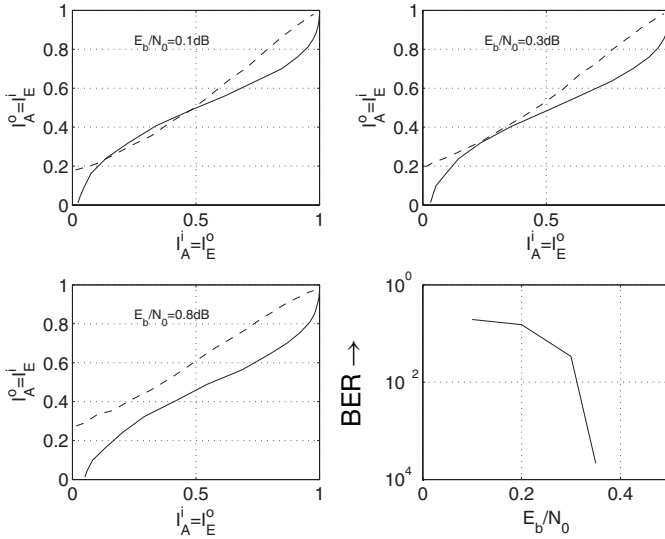 1
0.8
0.6
0.4
0.2
0
0 0.5 1
I_A^o=I_E^i
I_A^i=I_E^o
E_b/N_0=0.1dB
1
0.8
0.6
0.4
0.2
0
0 0.5
I_A^o=I_E^i
I_A^i=I_E^o
E_b/N_0=0.3dB
1
0.8
0.6
0.4
0.2
0
0 0.5 1
I_A^o=I_E^i
I_A^i=I_E^o
E_b/N_0=0.8dB
10^0
10^2
10^4
0 0.2 0.4
BER →
E_b/N_0